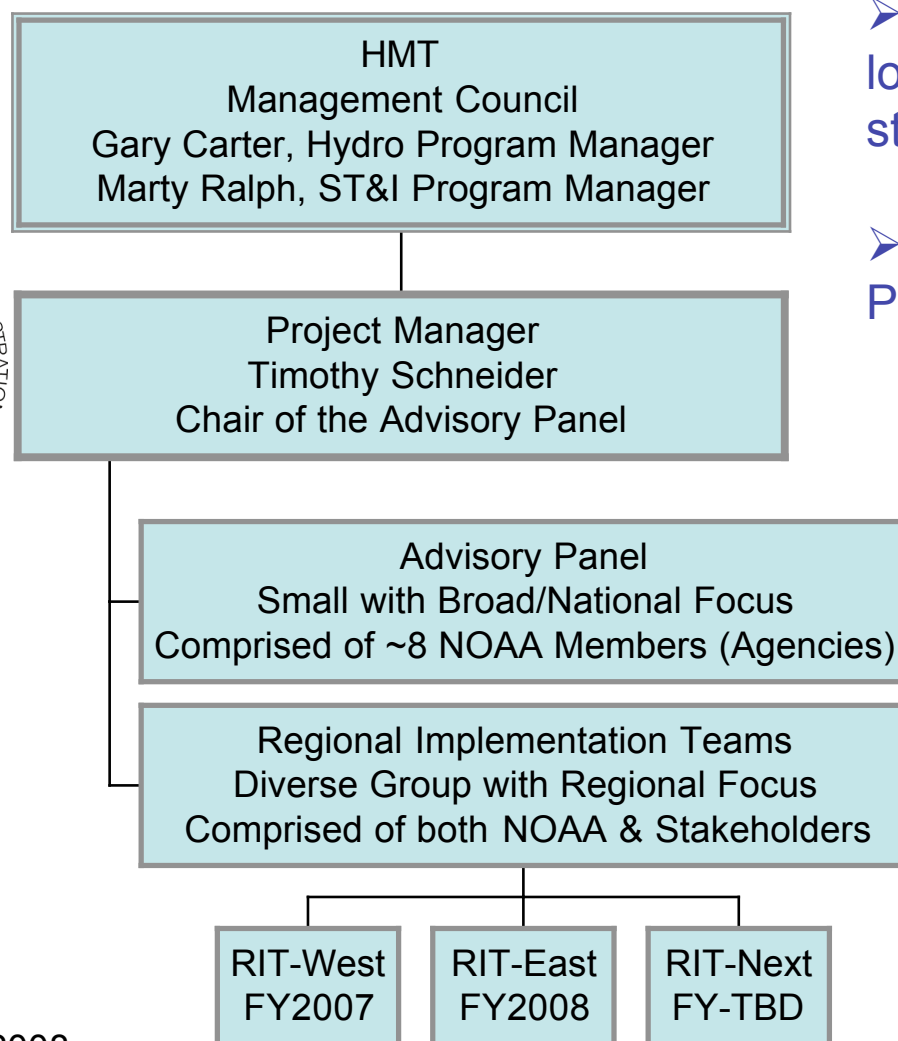 HMT
Management Council
Gary Carter, Hydro Program Manager
Marty Ralph, ST&I Program Manager
Project Manager
Timothy Schneider
Chair of the Advisory Panel
Advisory Panel
Small with Broad/National Focus
Comprised of ~8 NOAA Members (Agencies)
Regional Implementation Teams
Diverse Group with Regional Focus
Comprised of both NOAA & Stakeholders
RIT-West
FY2007
RIT-East
FY2008
RIT-Next
FY-TBD
lo
st
P